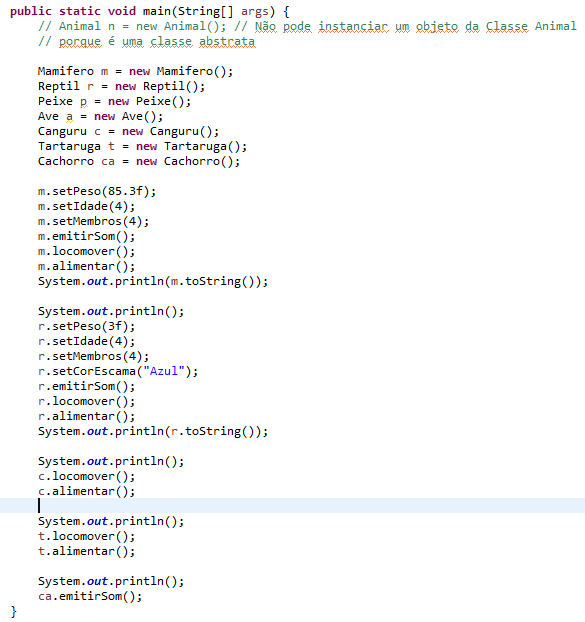 public static void main(String[] args) {
// Animal n = new Animal(); // Não pode instanciar um objeto da Classe Animal
// porque é uma classe abstrata
Mamifero m = new Mamifero();
Reptil r = new Reptil();
Peixe p = new Peixe();
Ave a = new Ave();
Canguru c = new Canguru();
Tartaruga t = new Tartaruga();
Cachorro ca = new Cachorro();
m.setPeso(85.3f);
m.setIdade(4);
m.setMembros(4);
m.emitirSom();
m.locomover();
m.alimentar();
System.out.println(m.toString());
System.out.println();
r.setPeso(3f);
r.setIdade(4);
r.setMembros(4);
r.setCorEscama("Azul");
r.emitirSom();
r.locomover();
r.alimentar();
System.out.println(r.toString());
System.out.println();
c.locomover();
c.alimentar();
System.out.println();
t.locomover();
t.alimentar();
System.out.println();
ca.emitirSom();
}